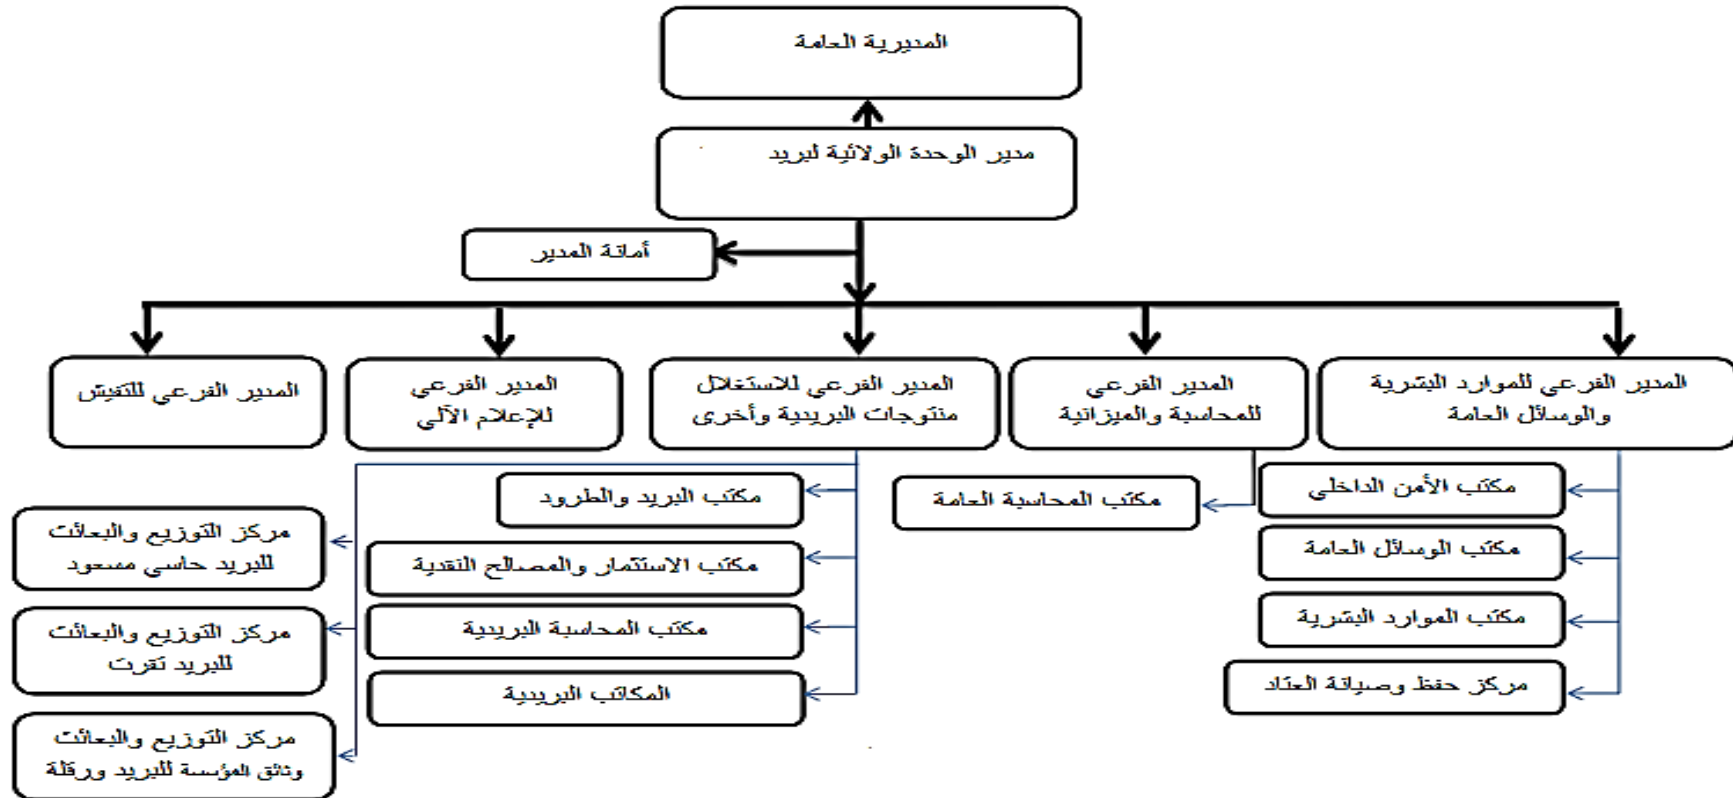 المديرية العامة
مدير الوحدة الولائية لبريد
أمانة المدير
المدير الفرعي للموارد البشرية
والوسائل العامة
المدير الفرعي
للمحاسبة والميزانية
المدير الفرعي للاستغلال
منتوجات البريدية وأخرى
المدير الفرعي
للإعلام الآلي
المدير الفرعي للتفيش
مكتب الأمن الداخلي
مكتب الوسائل العامة
مكتب الموارد البشرية
مركز حفظ وصيانة العتاد
مكتب المحاسبة العامة
مكتب البريد والطرود
مكتب الاستثمار والمصالح النقدية
مكتب المحاسبة البريدية
المكاتب البريدية
مركز التوزيع والبعائث
للبريد حاسي مسعود
مركز التوزيع والبعائث
للبريد تقرت
مركز التوزيع والبعائث
وثائق المؤسسة للبريد ورقلة